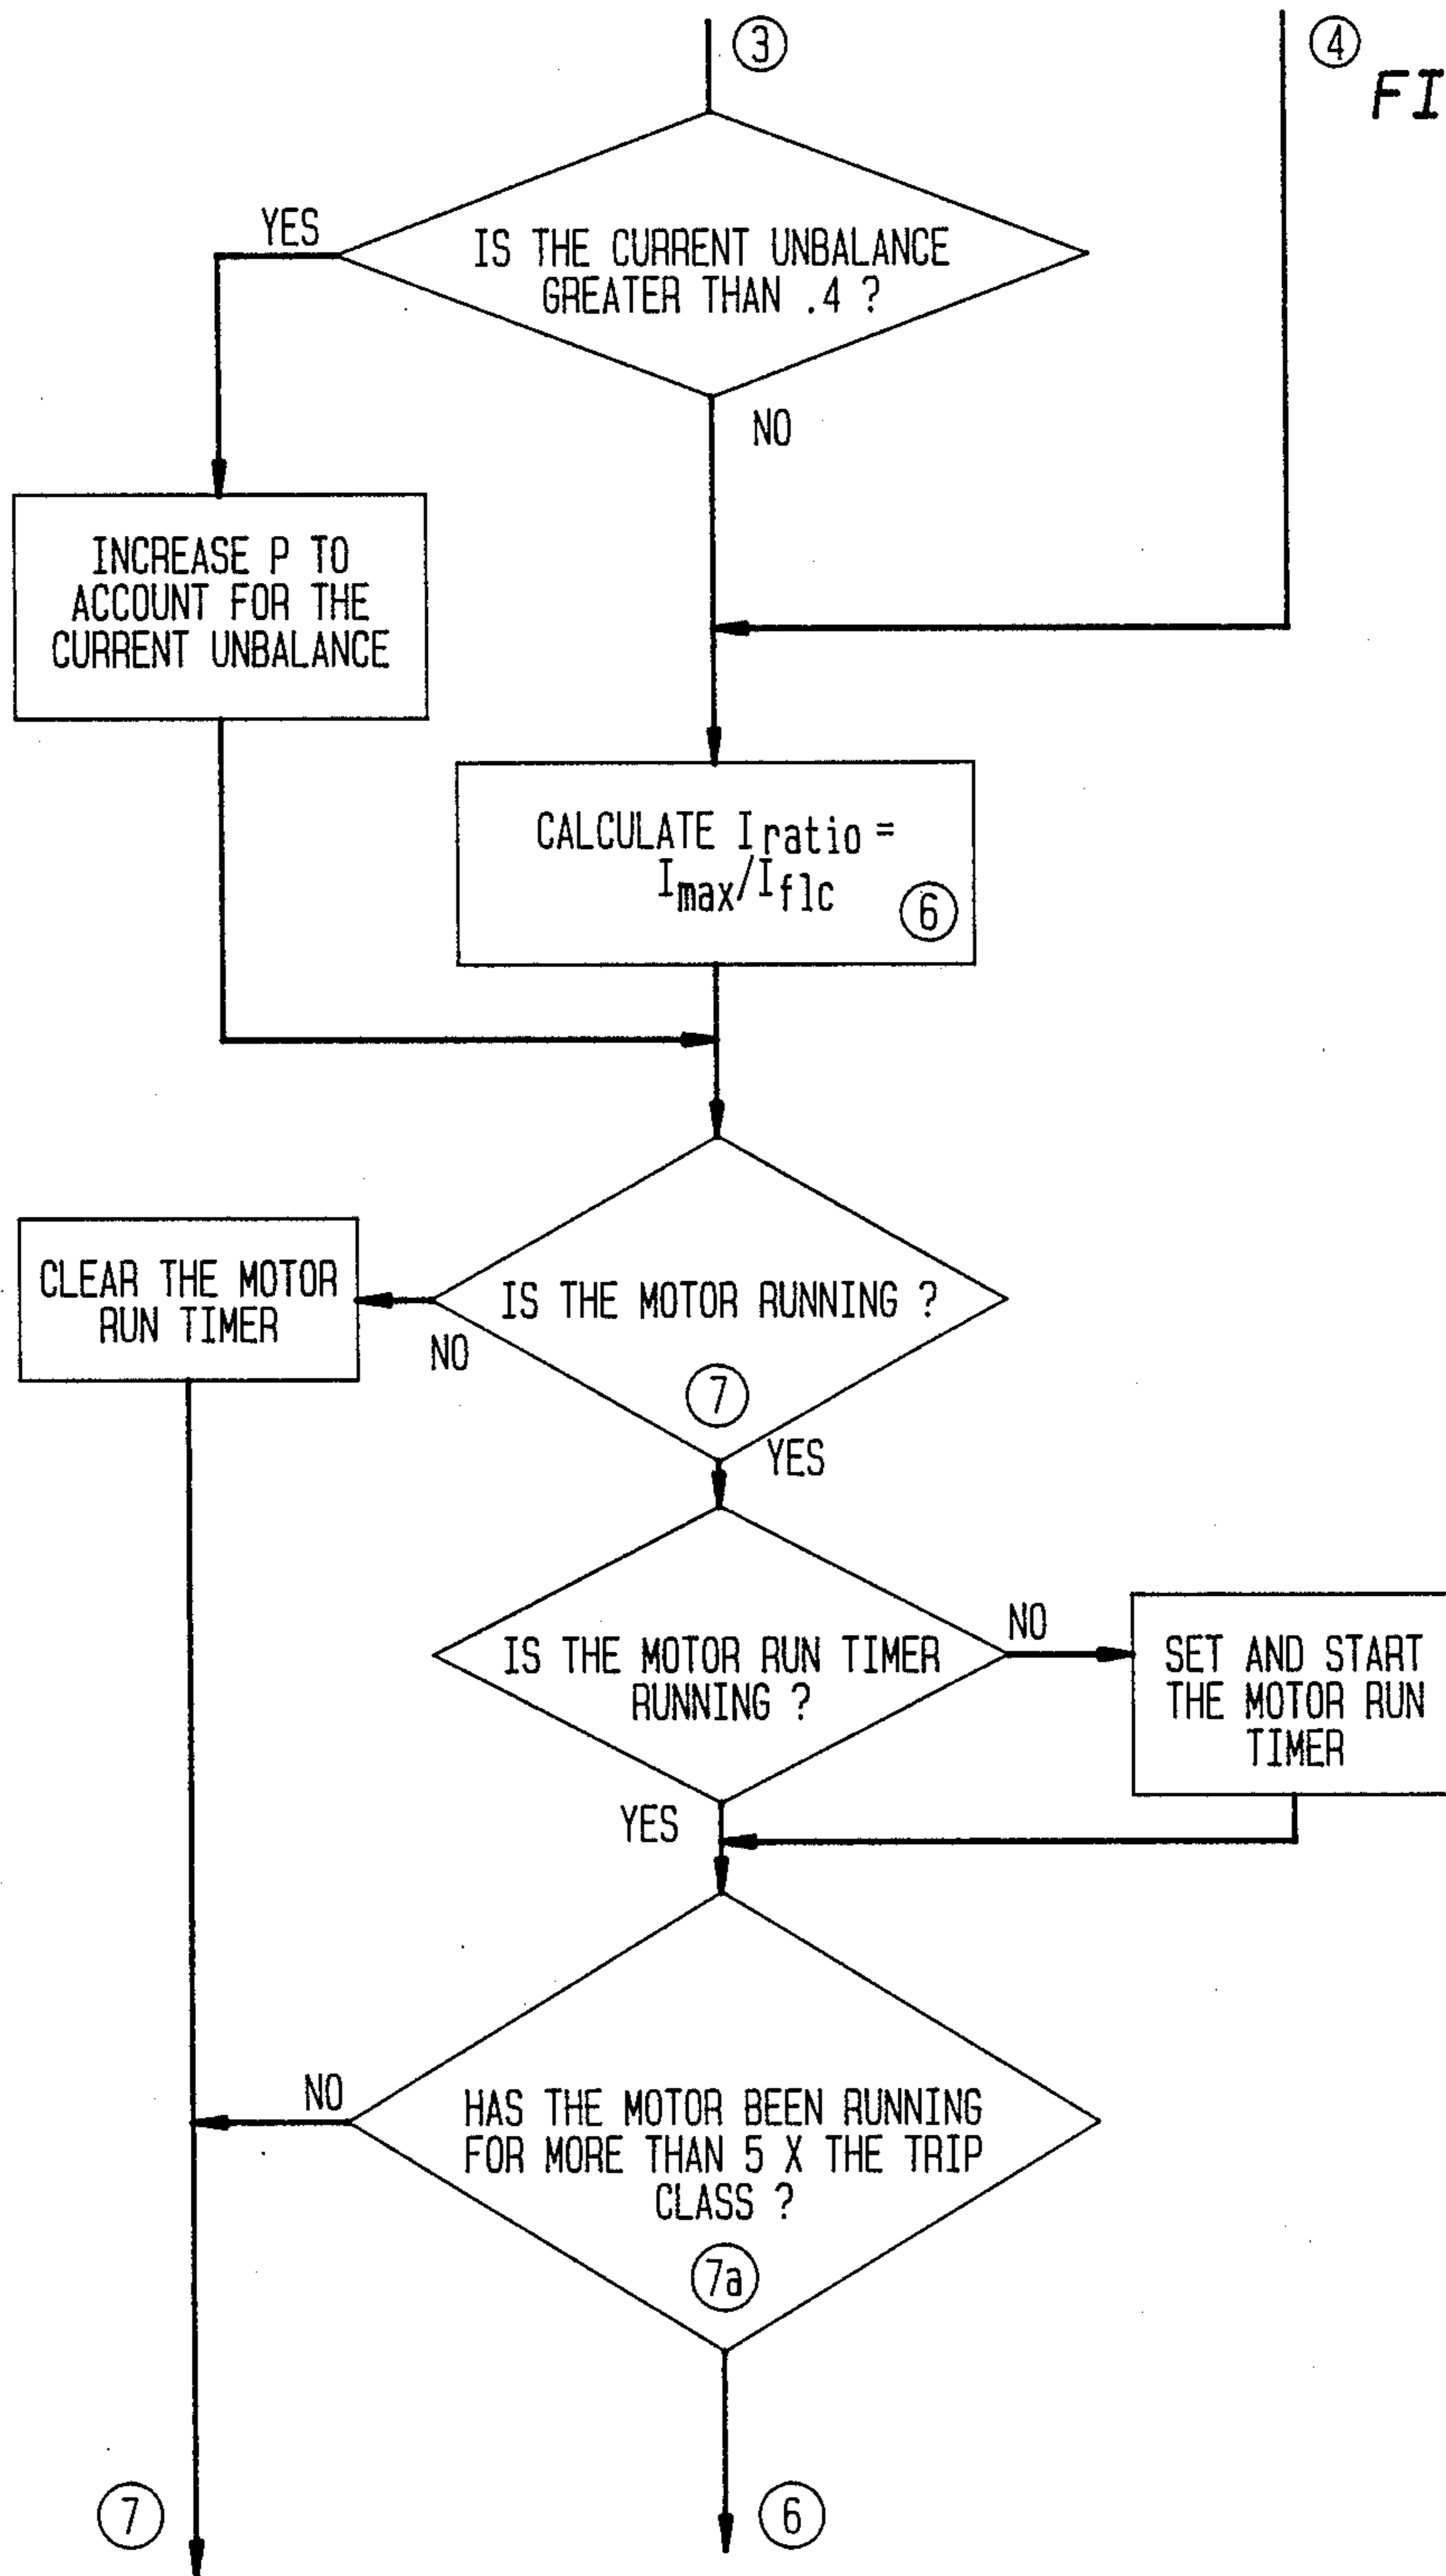 3
4
FI
YES
IS THE CURRENT UNBALANCE
GREATER THAN .4 ?
NO
INCREASE P TO
ACCOUNT FOR THE
CURRENT UNBALANCE
CALCULATE Iratio =
Imax/Iflc
6
CLEAR THE MOTOR
RUN TIMER
NO
IS THE MOTOR RUNNING ?
7
YES
IS THE MOTOR RUN TIMER
RUNNING ?
NO
SET AND START
THE MOTOR RUN
TIMER
YES
NO
HAS THE MOTOR BEEN RUNNING
FOR MORE THAN 5 X THE TRIP
CLASS ?
7a
7
6